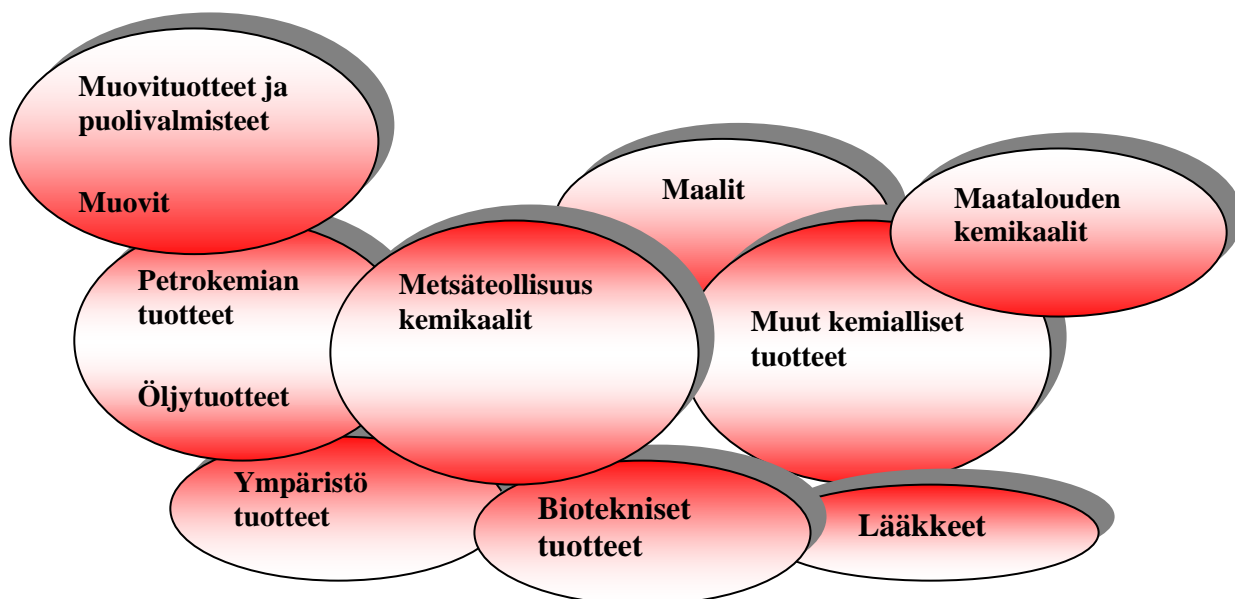 Muovituotteet ja
puolivalmisteet
Muovit
Maalit
Maatalouden
kemikaalit
Petrokemian
tuotteet
Öljytuotteet
Metsäteollisuus
kemikaalit
Muut kemialliset
tuotteet
Ympäristö
tuotteet
Biotekniset
tuotteet
Lääkkeet